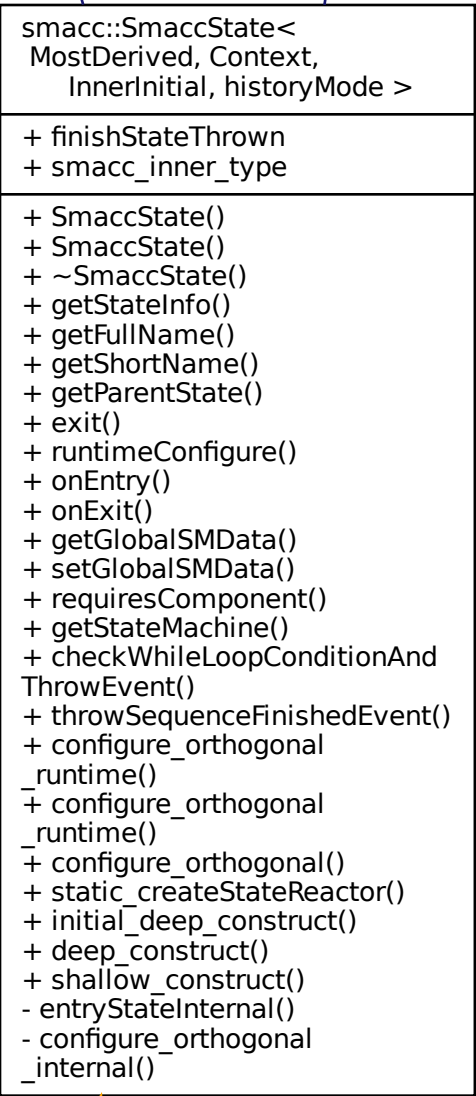 smacc::SmaccState<
MostDerived, Context,
InnerInitial, historyMode >
+ finishStateThrown
+ smacc_inner_type
+ SmaccState()
+ SmaccState()
+ ~SmaccState()
+ getStateInfo()
+ getFullName()
+ getShortName()
+ getParentState()
+ exit()
+ runtimeConfigure()
+ onEntry()
+ onExit()
+ getGlobalSMData()
+ setGlobalSMData()
+ requiresComponent()
+ getStateMachine()
+ checkWhileLoopConditionAnd
ThrowEvent()
+ throwSequenceFinishedEvent()
+ configure_orthogonal
_runtime()
+ configure_orthogonal
_runtime()
+ configure_orthogonal()
+ static_createStateReactor()
+ initial_deep_construct()
+ deep_construct()
+ shallow_construct()
- entryStateInternal()
- configure_orthogonal
_internal()